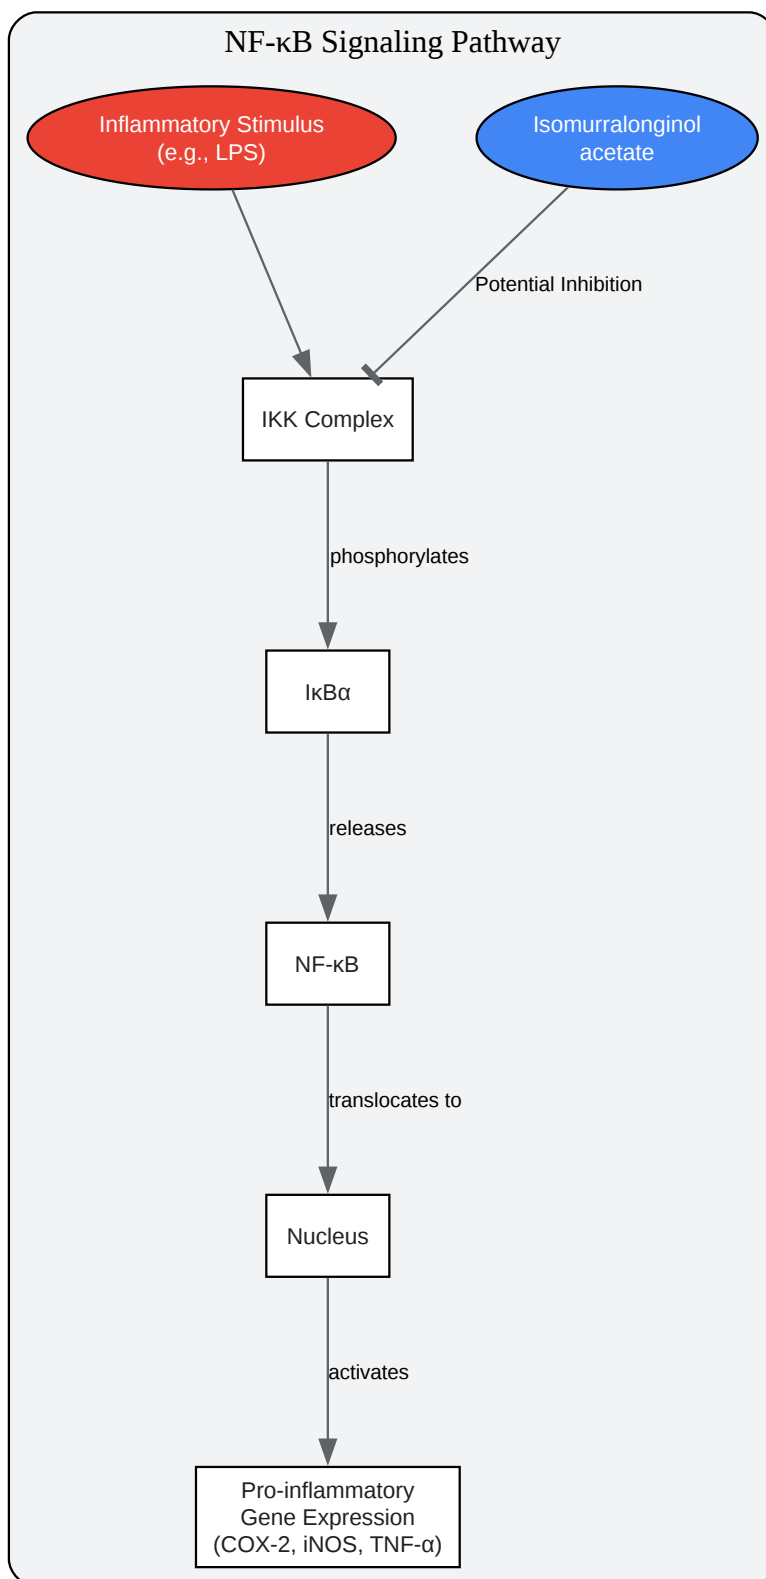 NF-κB Signaling Pathway
Inflammatory Stimulus
(e.g., LPS)
Isomurralonginol
acetate
Potential Inhibition
IKK Complex
phosphorylates
IκBα
releases
NF-κB
translocates to
Nucleus
activates
Pro-inflammatory
Gene Expression
(COX-2, iNOS, TNF-α)